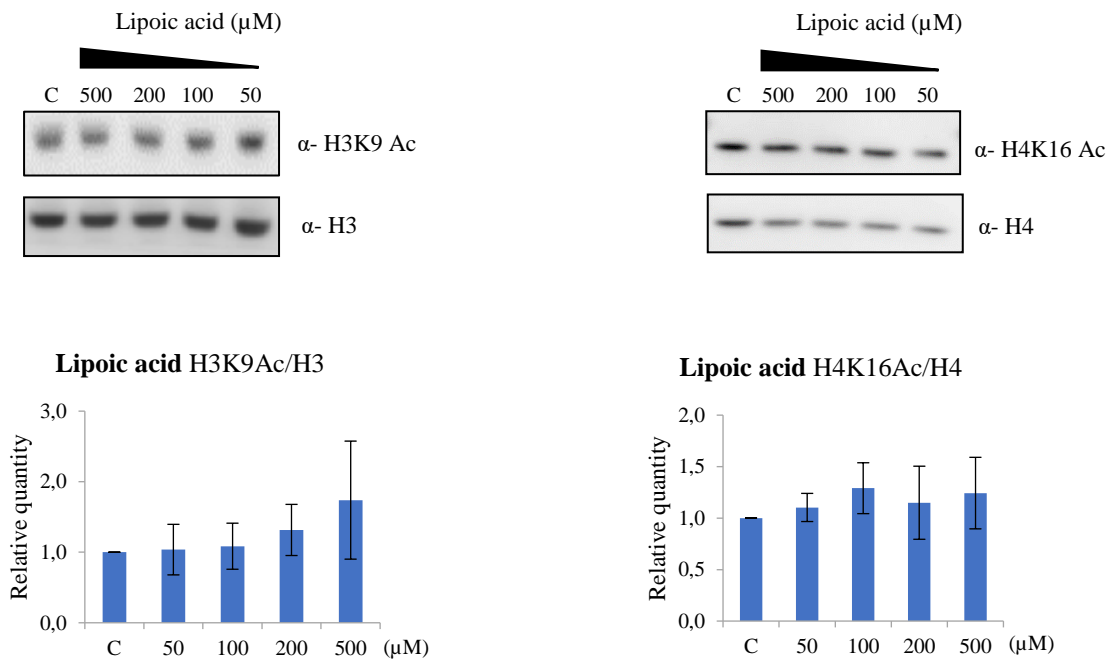 Lipoic acid (µM)
C 500 200 100 50
α- H3K9 Ac
α- H3
Lipoic acid (µM)
C 500 200 100 50
α- H4K16 Ac
α- H4
Lipoic acid H3K9Ac/H3
Relative quantity
3,0
2,0
1,0
0,0
C 50 100 200 500 (µM)
Lipoic acid H4K16Ac/H4
Relative quantity
2,0
1,5
1,0
0,5
0,0
C 50 100 200 500 (µM)